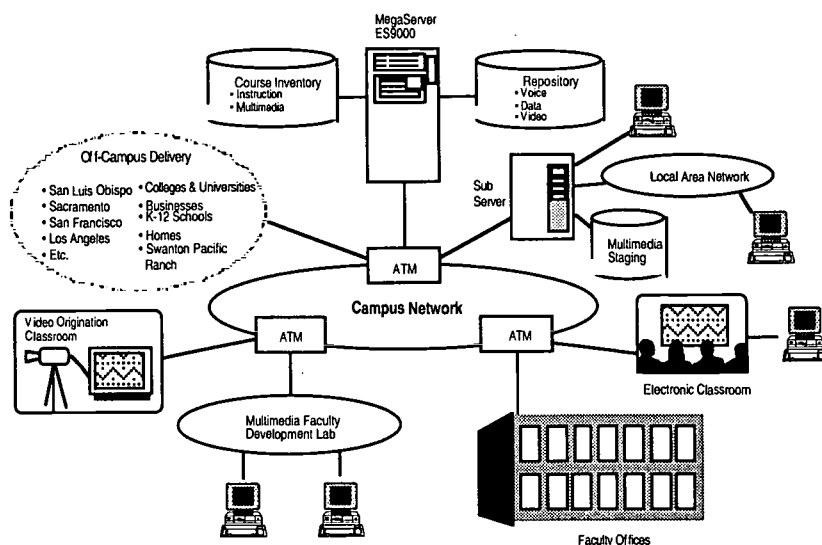 MegaServer
ES9000
Course Inventory
• Instruction
• Multimedia
Repository
• Voice
• Data
• Video
Off-Campus Delivery
• San Luis Obispo
• Sacramento
• San Francisco
• Los Angeles
• Etc.
• Colleges & Universities
• Businesses
• K-12 Schools
• Homes
• Swanton Pacific
Ranch
Sub
Server
Local Area Network
Multimedia
Staging
ATM
Campus Network
Video Origination
Classroom
ATM
ATM
Electronic Classroom
Multimedia Faculty
Development Lab
Faculty Offices